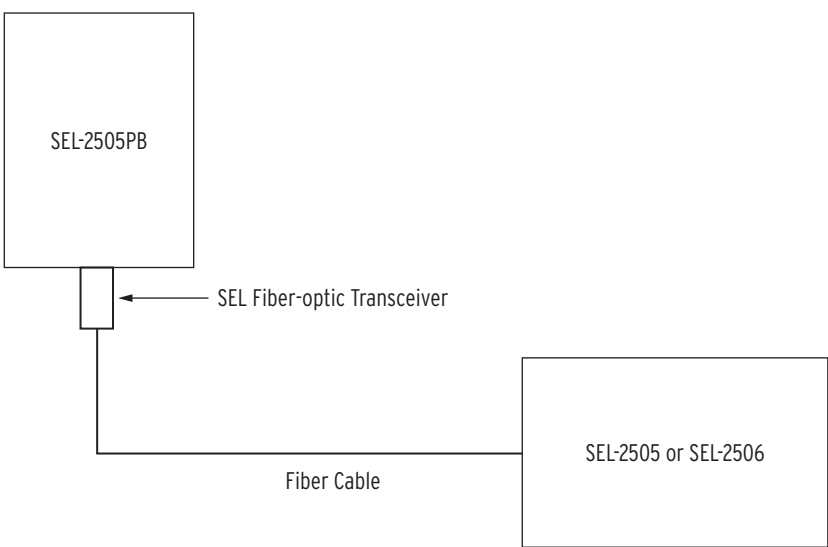 SEL-2505PB
SEL Fiber-optic Transceiver
SEL-2505 or SEL-2506
Fiber Cable